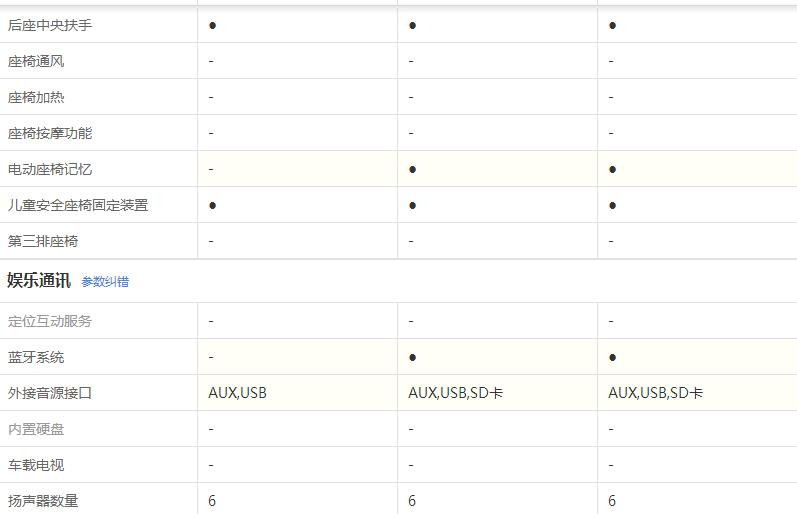 后座中央扶手 ● ● ●
座椅通风 - - -
座椅加热 - - -
座椅按摩功能 - - -
电动座椅记忆 - ● ●
儿童安全座椅固定装置 ● ● ●
第三排座椅 - - -
娱乐通讯 参数纠错
定位互动服务 - - -
蓝牙系统 - ● ●
外接音源接口 AUX,USB AUX,USB,SD卡 AUX,USB,SD卡
内置硬盘 - - -
车载电视 - - -
扬声器数量 6 6 6